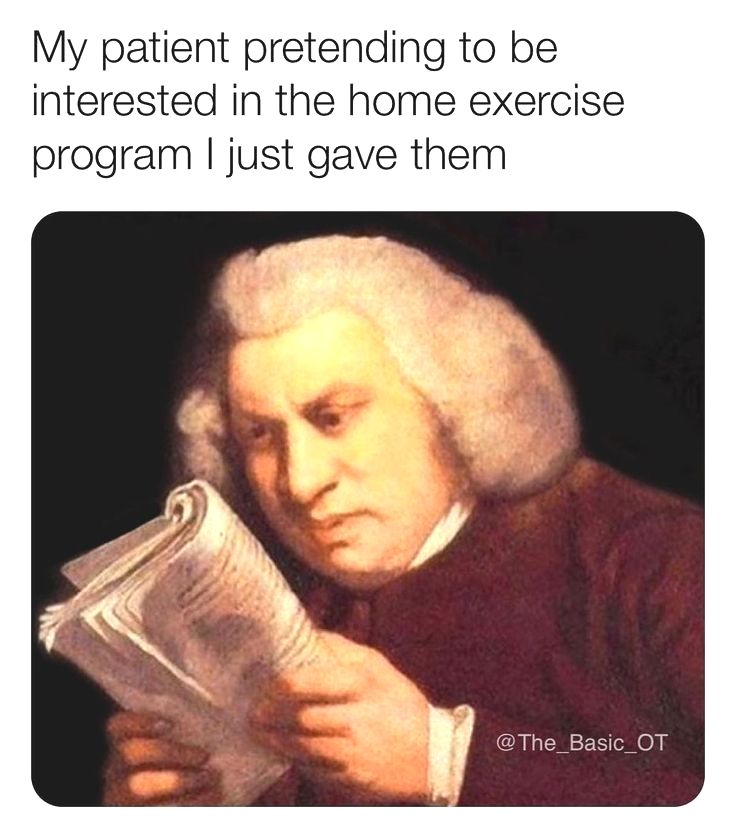 My patient pretending to be
interested in the home exercise
program I just gave them
@The_Basic_OT